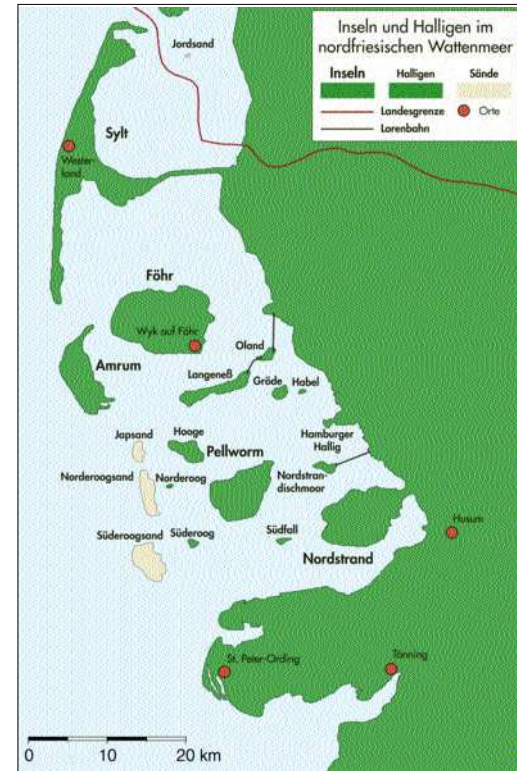 Inseln und Halligen im
nordfriesischen Wattenmeer
Inseln
Halligen
Sände
Landesgrenze
Orte
Lorenbahn
Jordsand
Sylt
Wester-
land
Föhr
Wyk auf Föhr
Oland
Amrum
Langeneß
Gröde
Habel
Japsand
Hooge
Hamburger
Hallig
Pellworm
Norderoogsand
Norderoog
Nordstran-
dischmoor
Süderoogsand
Süderoog
Südfall
Husum
Nordstrand
St. Peter-Ording
Tönning
0
10
20 km